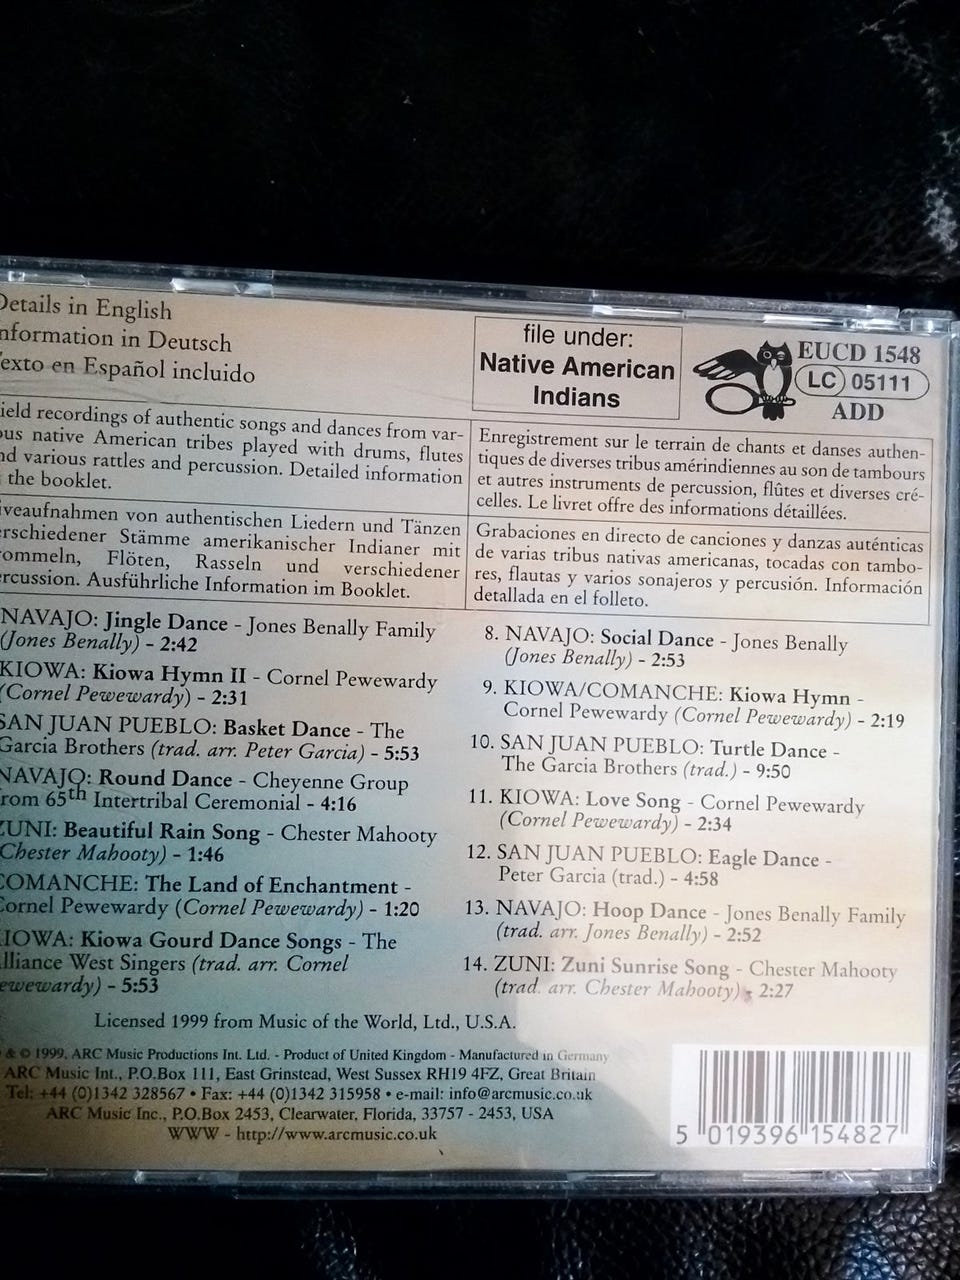 Details in English
nformation in Deutsch
exto en Español incluido
file under:
Native American
Indians
EUCD 1548
LC 05111
ADD
ield recordings of authentic songs and dances from var-
ous native American tribes played with drums, flutes
nd various rattles and percussion. Detailed information
the booklet.
Enregistrement sur le terrain de chants et danses authen-
tiques de diverses tribus amérindiennes au son de tambours
et autres instruments de percussion, flûtes et diverses cré-
celles. Le livret offre des informations détaillées.
iveaufnahmen von authentischen Liedern und Tänzen
erschiedener Stämme amerikanischer Indianer mit
ommeln, Flöten, Rasseln und verschiedener
ercussion. Ausführliche Information im Booklet.
Grabaciones en directo de canciones y danzas auténticas
de varias tribus nativas americanas, tocadas con tambo-
res, flautas y varios sonajeros y percusión. Información
detallada en el folleto.
NAVAJO: Jingle Dance - Jones Benally Family
(Jones Benally) - 2:42
KIOWA: Kiowa Hymn II - Cornel Pewewardy
(Cornel Pewewardy) - 2:31
SAN JUAN PUEBLO: Basket Dance - The
Garcia Brothers (trad. arr. Peter Garcia) - 5:53
NAVAJO: Round Dance - Cheyenne Group
rom 65th Intertribal Ceremonial - 4:16
ZUNI: Beautiful Rain Song - Chester Mahooty
Chester Mahooty) - 1:46
COMANCHE: The Land of Enchantment -
Cornel Pewewardy (Cornel Pewewardy) - 1:20
KIOWA: Kiowa Gourd Dance Songs - The
lliance West Singers (trad. arr. Cornel
ewewardy) - 5:53
8. NAVAJO: Social Dance - Jones Benally
(Jones Benally) - 2:53
9. KIOWA/COMANCHE: Kiowa Hymn -
Cornel Pewewardy (Cornel Pewewardy) - 2:19
10. SAN JUAN PUEBLO: Turtle Dance -
The Garcia Brothers (trad.) - 9:50
11. KIOWA: Love Song - Cornel Pewewardy
(Cornel Pewewardy) - 2:34
12. SAN JUAN PUEBLO: Eagle Dance -
Peter Garcia (trad.) - 4:58
13. NAVAJO: Hoop Dance - Jones Benally Family
(trad. arr. Jones Benally) - 2:52
14. ZUNI: Zuni Sunrise Song - Chester Mahooty
(trad. arr. Chester Mahooty) - 2:27
Licensed 1999 from Music of the World, Ltd., U.S.A.
& © 1999, ARC Music Productions Int. Ltd. - Product of United Kingdom - Manufactured in Germany
ARC Music Int., P.O.Box 111, East Grinstead, West Sussex RH19 4FZ, Great Britain
Tel: +44 (0)1342 328567 • Fax: +44 (0)1342 315958 • e-mail: info@arcmusic.co.uk
ARC Music Inc., P.O.Box 2453, Clearwater, Florida, 33757 - 2453, USA
WWW - http://www.arcmusic.co.uk
5 019396 154827